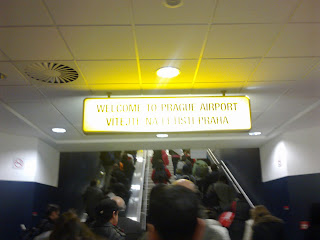 WELCOME TO PRAGUE AIRPORT
VITEJTE NA LETISTI PRAHA